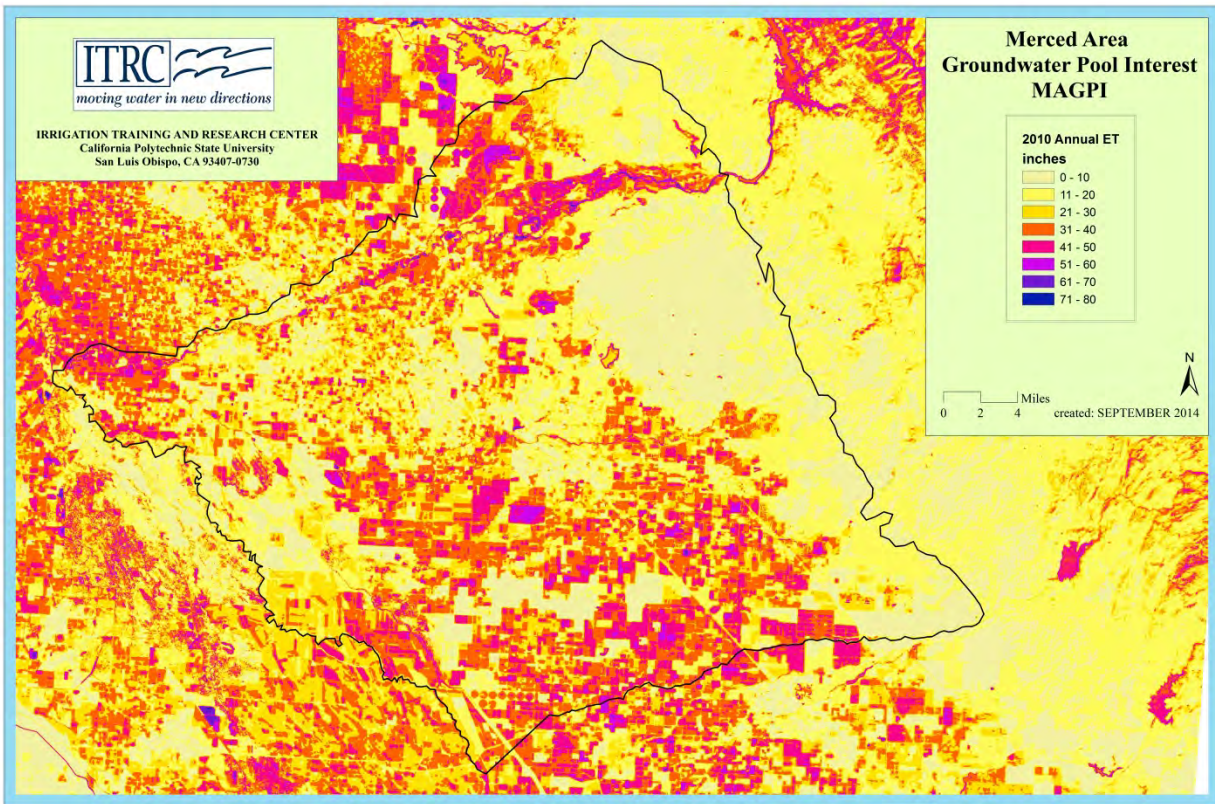 ITRC
moving water in new directions
IRRIGATION TRAINING AND RESEARCH CENTER
California Polytechnic State University
San Luis Obispo, CA 93407-0730
Merced Area
Groundwater Pool Interest
MAGPI
2010 Annual ET
inches
0 - 10
11 - 20
21 - 30
31 - 40
41 - 50
51 - 60
61 - 70
71 - 80
N
Miles
0 2 4
created: SEPTEMBER 2014